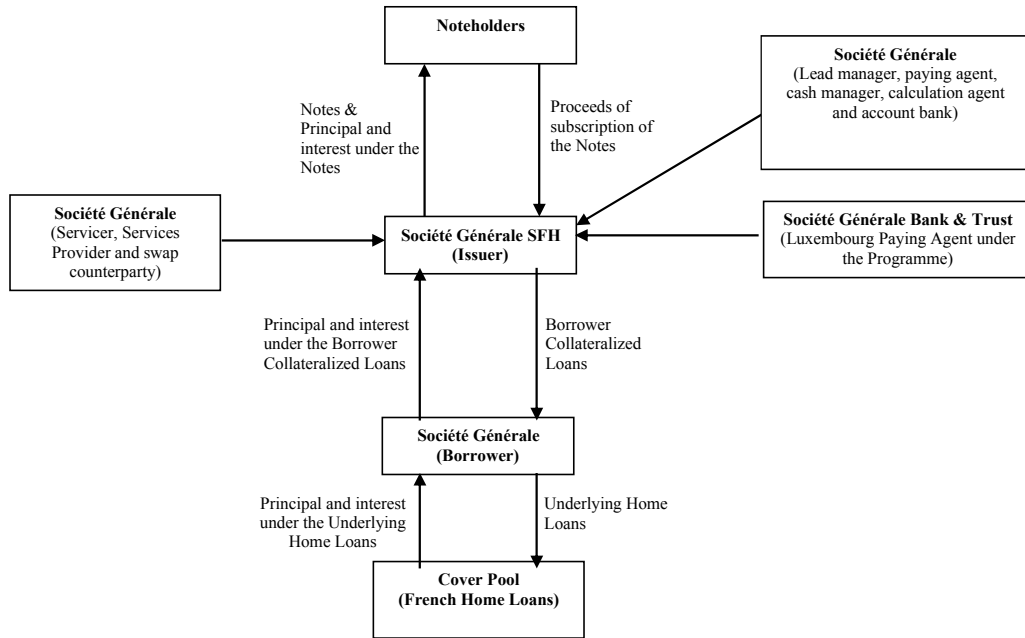 Noteholders
Société Générale
(Lead manager, paying agent,
cash manager, calculation agent
and account bank)
Notes &
Principal and
interest under the
Notes
Proceeds of
subscription of
the Notes
Société Générale
(Servicer, Services
Provider and swap
counterparty)
Société Générale SFH
(Issuer)
Société Générale Bank & Trust
(Luxembourg Paying Agent under
the Programme)
Principal and interest
under the Borrower
Collateralized Loans
Borrower
Collateralized
Loans
Société Générale
(Borrower)
Principal and interest
under the Underlying
Home Loans
Underlying Home
Loans
Cover Pool
(French Home Loans)